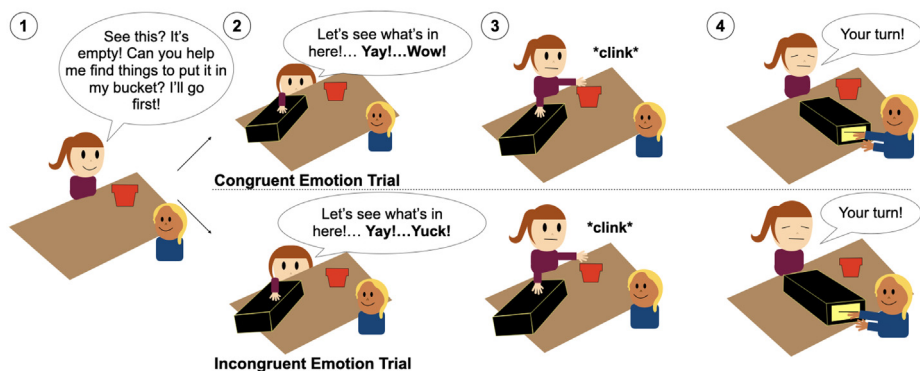 1
See this? It's
empty! Can you help
me find things to put it in
my bucket? I'll go
first!
2
Let's see what's in
here!… Yay!…Wow!
Congruent Emotion Trial
3
*clink*
4
Your turn!
Let's see what's in
here!… Yay!…Yuck!
Incongruent Emotion Trial
*clink*
Your turn!